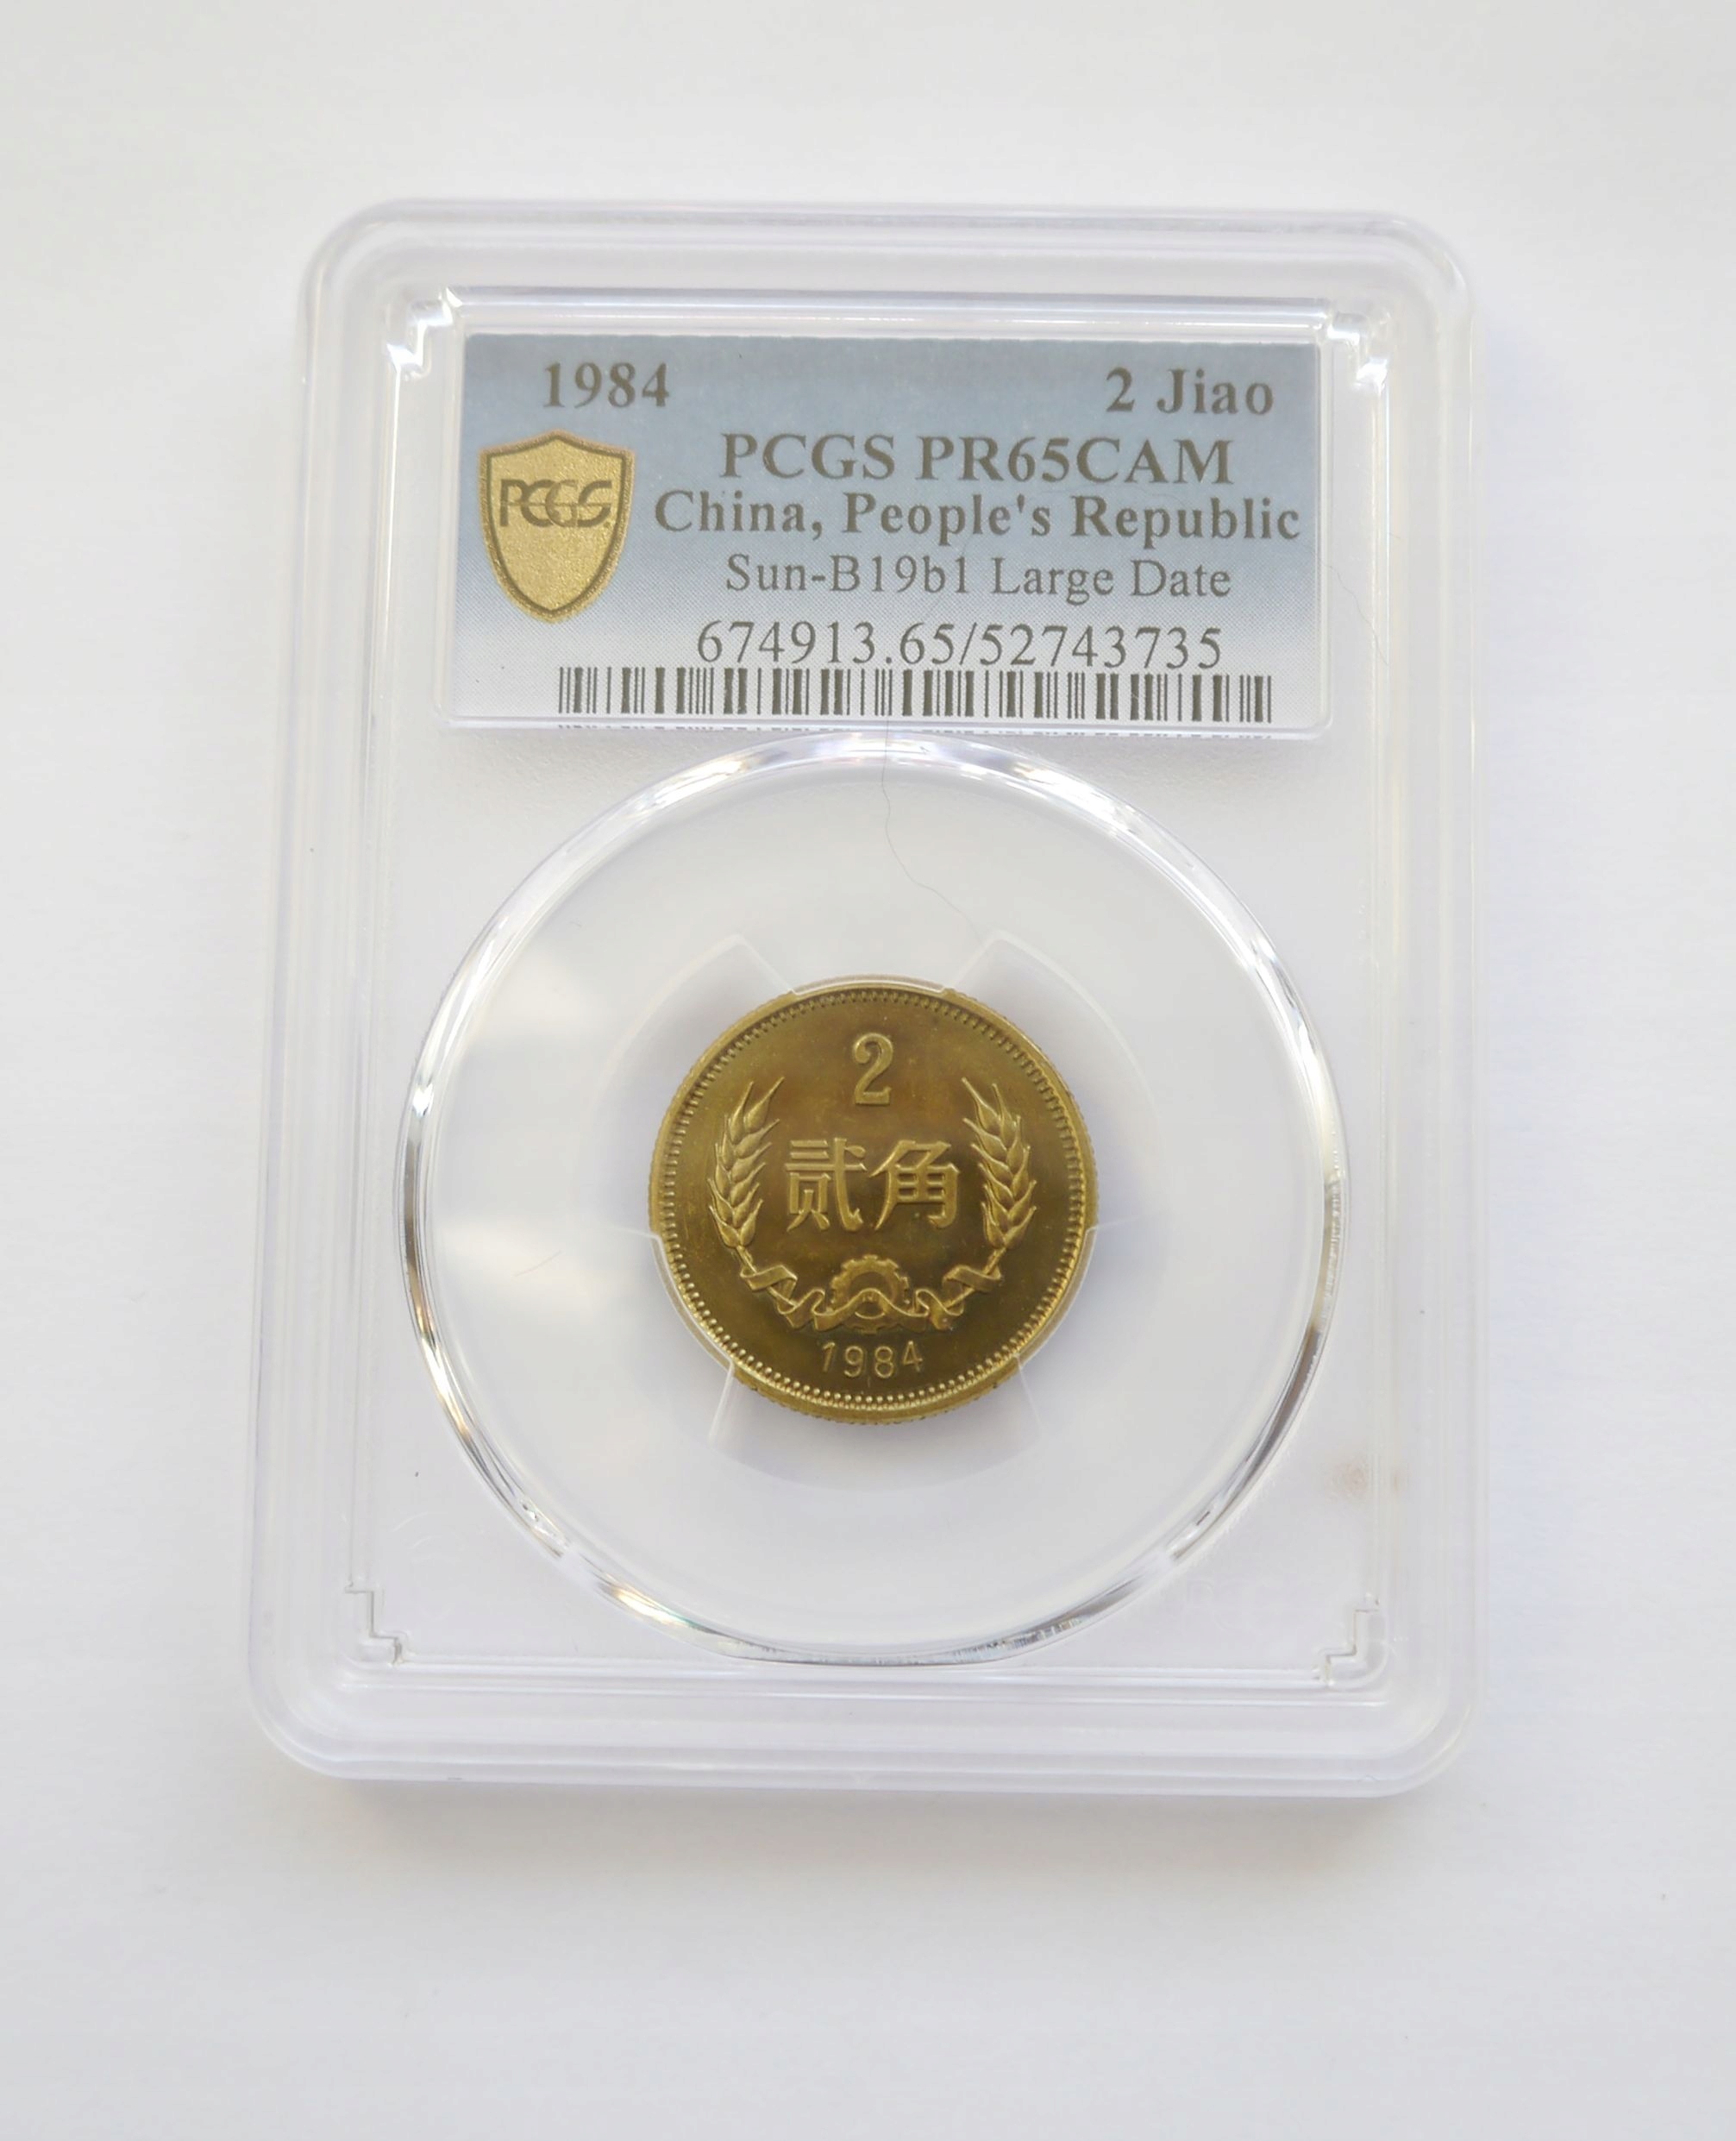 1984 2 Jiao
PCGS PR65CAM
PCGS
China, People's Republic
Sun-B19b1 Large Date
674913.65/52743735
2
贰角
1984